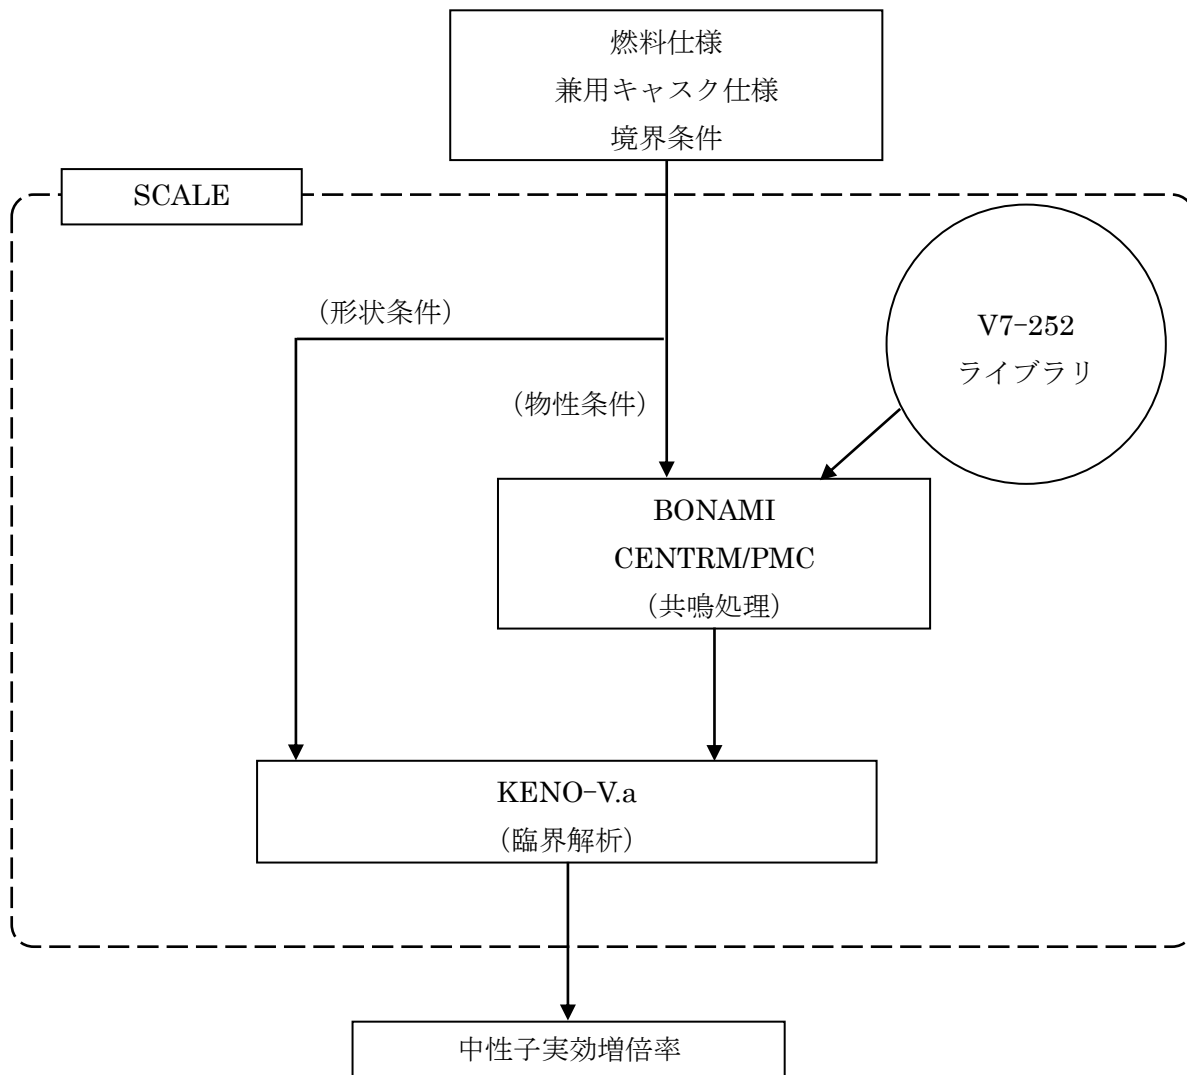 燃料仕様
兼用キャスク仕様
境界条件
SCALE
V7-252
ライブラリ
(形状条件)
(物性条件)
BONAMI
CENTRM/PMC
(共鳴処理)
KENO-V.a
(臨界解析)
中性子実効増倍率